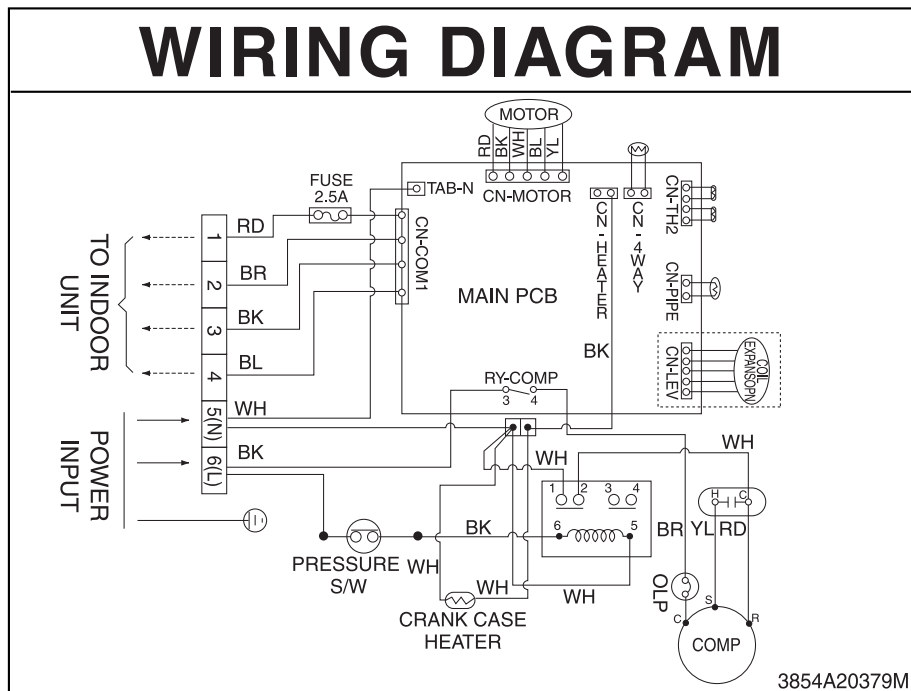 WIRING DIAGRAM
MOTOR
RD BK WH BL YL
CN-MOTOR
FUSE
2.5A
TAB-N
CN-COM1
CN-HEATER
CN-4WAY
CN-TH2
CN-PIPE
CN-LEV
COIL
EXPANSOPN
MAIN PCB
TO INDOOR
UNIT
1 RD
2 BR
3 BK
4 BL
5(N) WH
6(L) BK
POWER
INPUT
BK
RY-COMP
3 4
WH
WH
1 2 3 4
6 5
H C
BK
BR YL RD
PRESSURE
S/W
WH
WH
WH
CRANK CASE
HEATER
OLP
C S R
COMP
3854A20379M